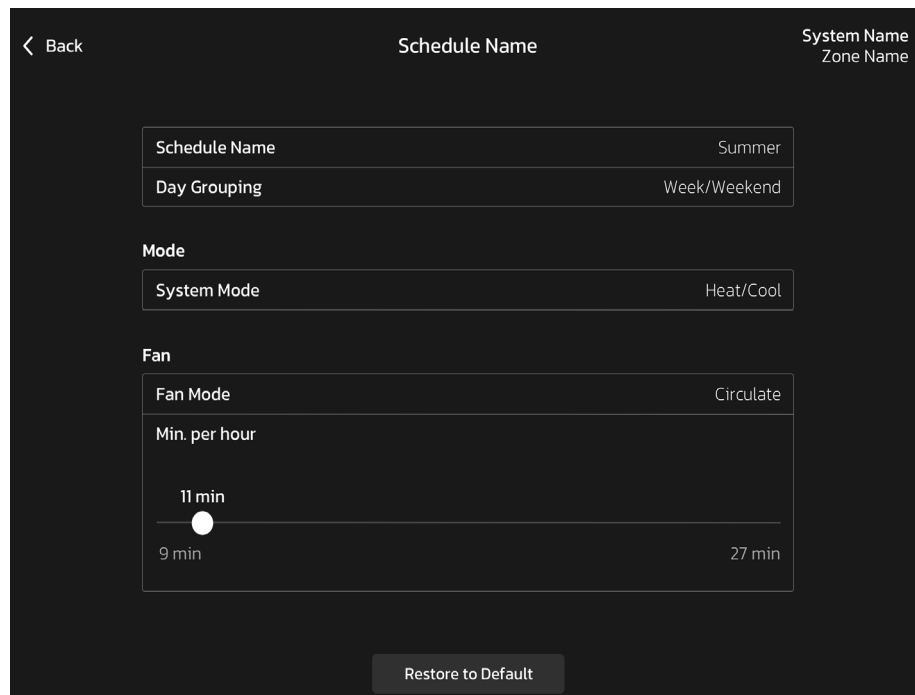 Back
Schedule Name
System Name
Zone Name
Schedule Name Summer
Day Grouping Week/Weekend
Mode
System Mode Heat/Cool
Fan
Fan Mode Circulate
Min. per hour
11 min
9 min 27 min
Restore to Default